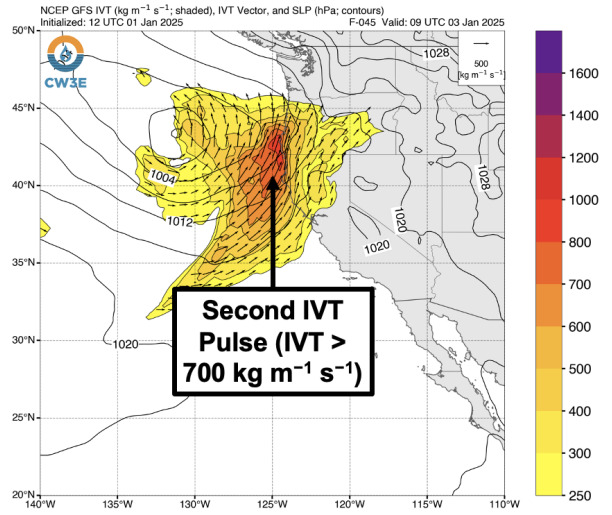 NCEP GFS IVT (kg m⁻¹ s⁻¹; shaded), IVT Vector, and SLP (hPa; contours)
Initialized: 12 UTC 01 Jan 2025
F-045 Valid: 09 UTC 03 Jan 2025
50°N
45°N
40°N
35°N
30°N
25°N
20°N
140°W
135°W
130°W
125°W
120°W
115°W
110°W
CW3E
500
[kg m⁻¹ s⁻¹]
1028
1004
1012
1028
1020
1020
1020
Second IVT
Pulse (IVT >
700 kg m⁻¹ s⁻¹)
1600
1400
1200
1000
800
700
600
500
400
300
250